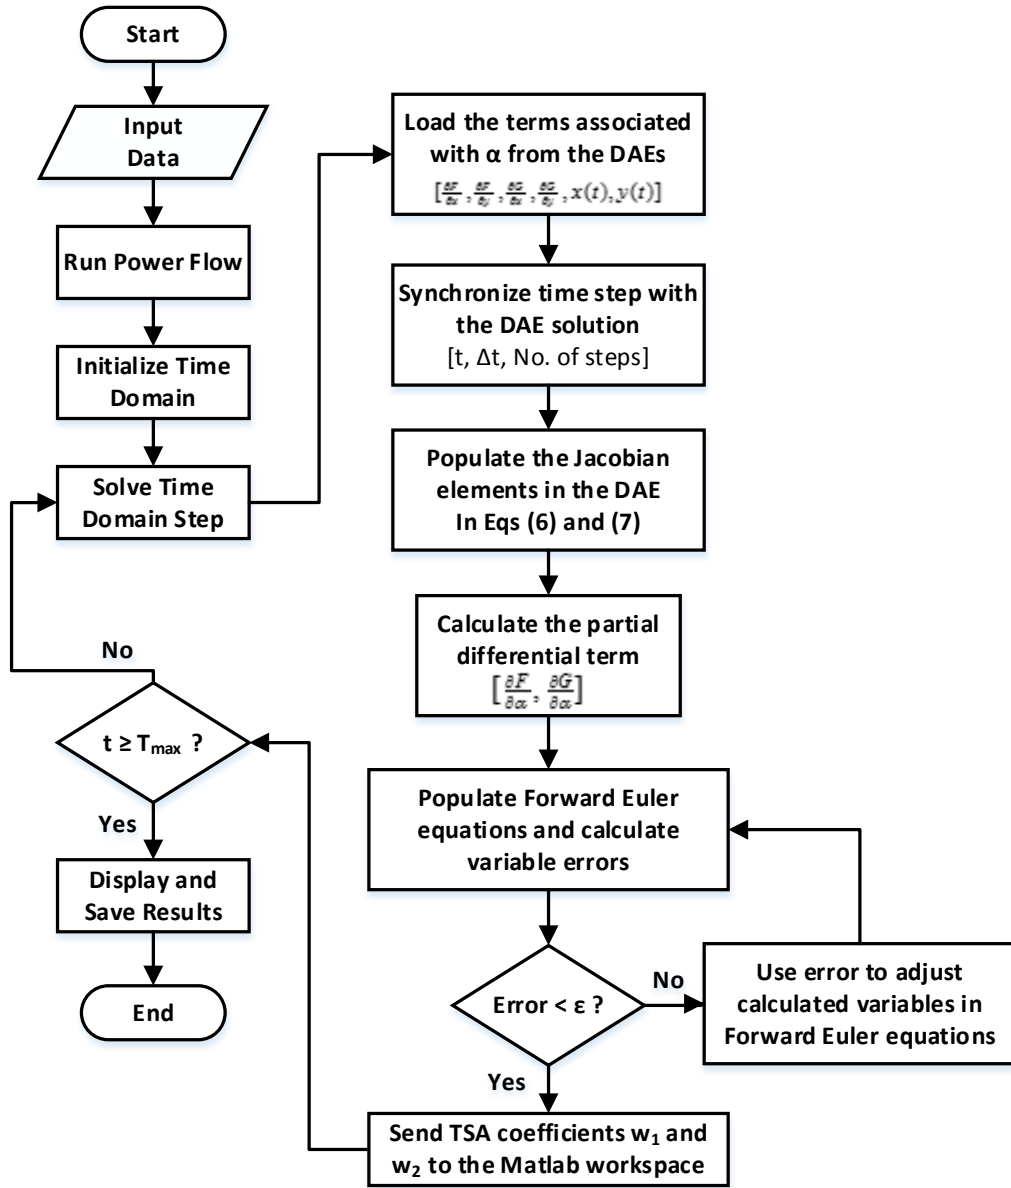 Start
Input
Data
Run Power Flow
Initialize Time
Domain
Solve Time
Domain Step
No
t ≥ Tmax ?
Yes
Display and
Save Results
End
Load the terms associated
with α from the DAEs
[∂F/∂x, ∂F/∂y, ∂G/∂x, ∂G/∂y, x(t), y(t)]
Synchronize time step with
the DAE solution
[t, Δt, No. of steps]
Populate the Jacobian
elements in the DAE
In Eqs (6) and (7)
Calculate the partial
differential term
[∂F/∂α, ∂G/∂α]
Populate Forward Euler
equations and calculate
variable errors
Error < ε ?
No
Use error to adjust
calculated variables in
Forward Euler equations
Yes
Send TSA coefficients w1 and
w2 to the Matlab workspace